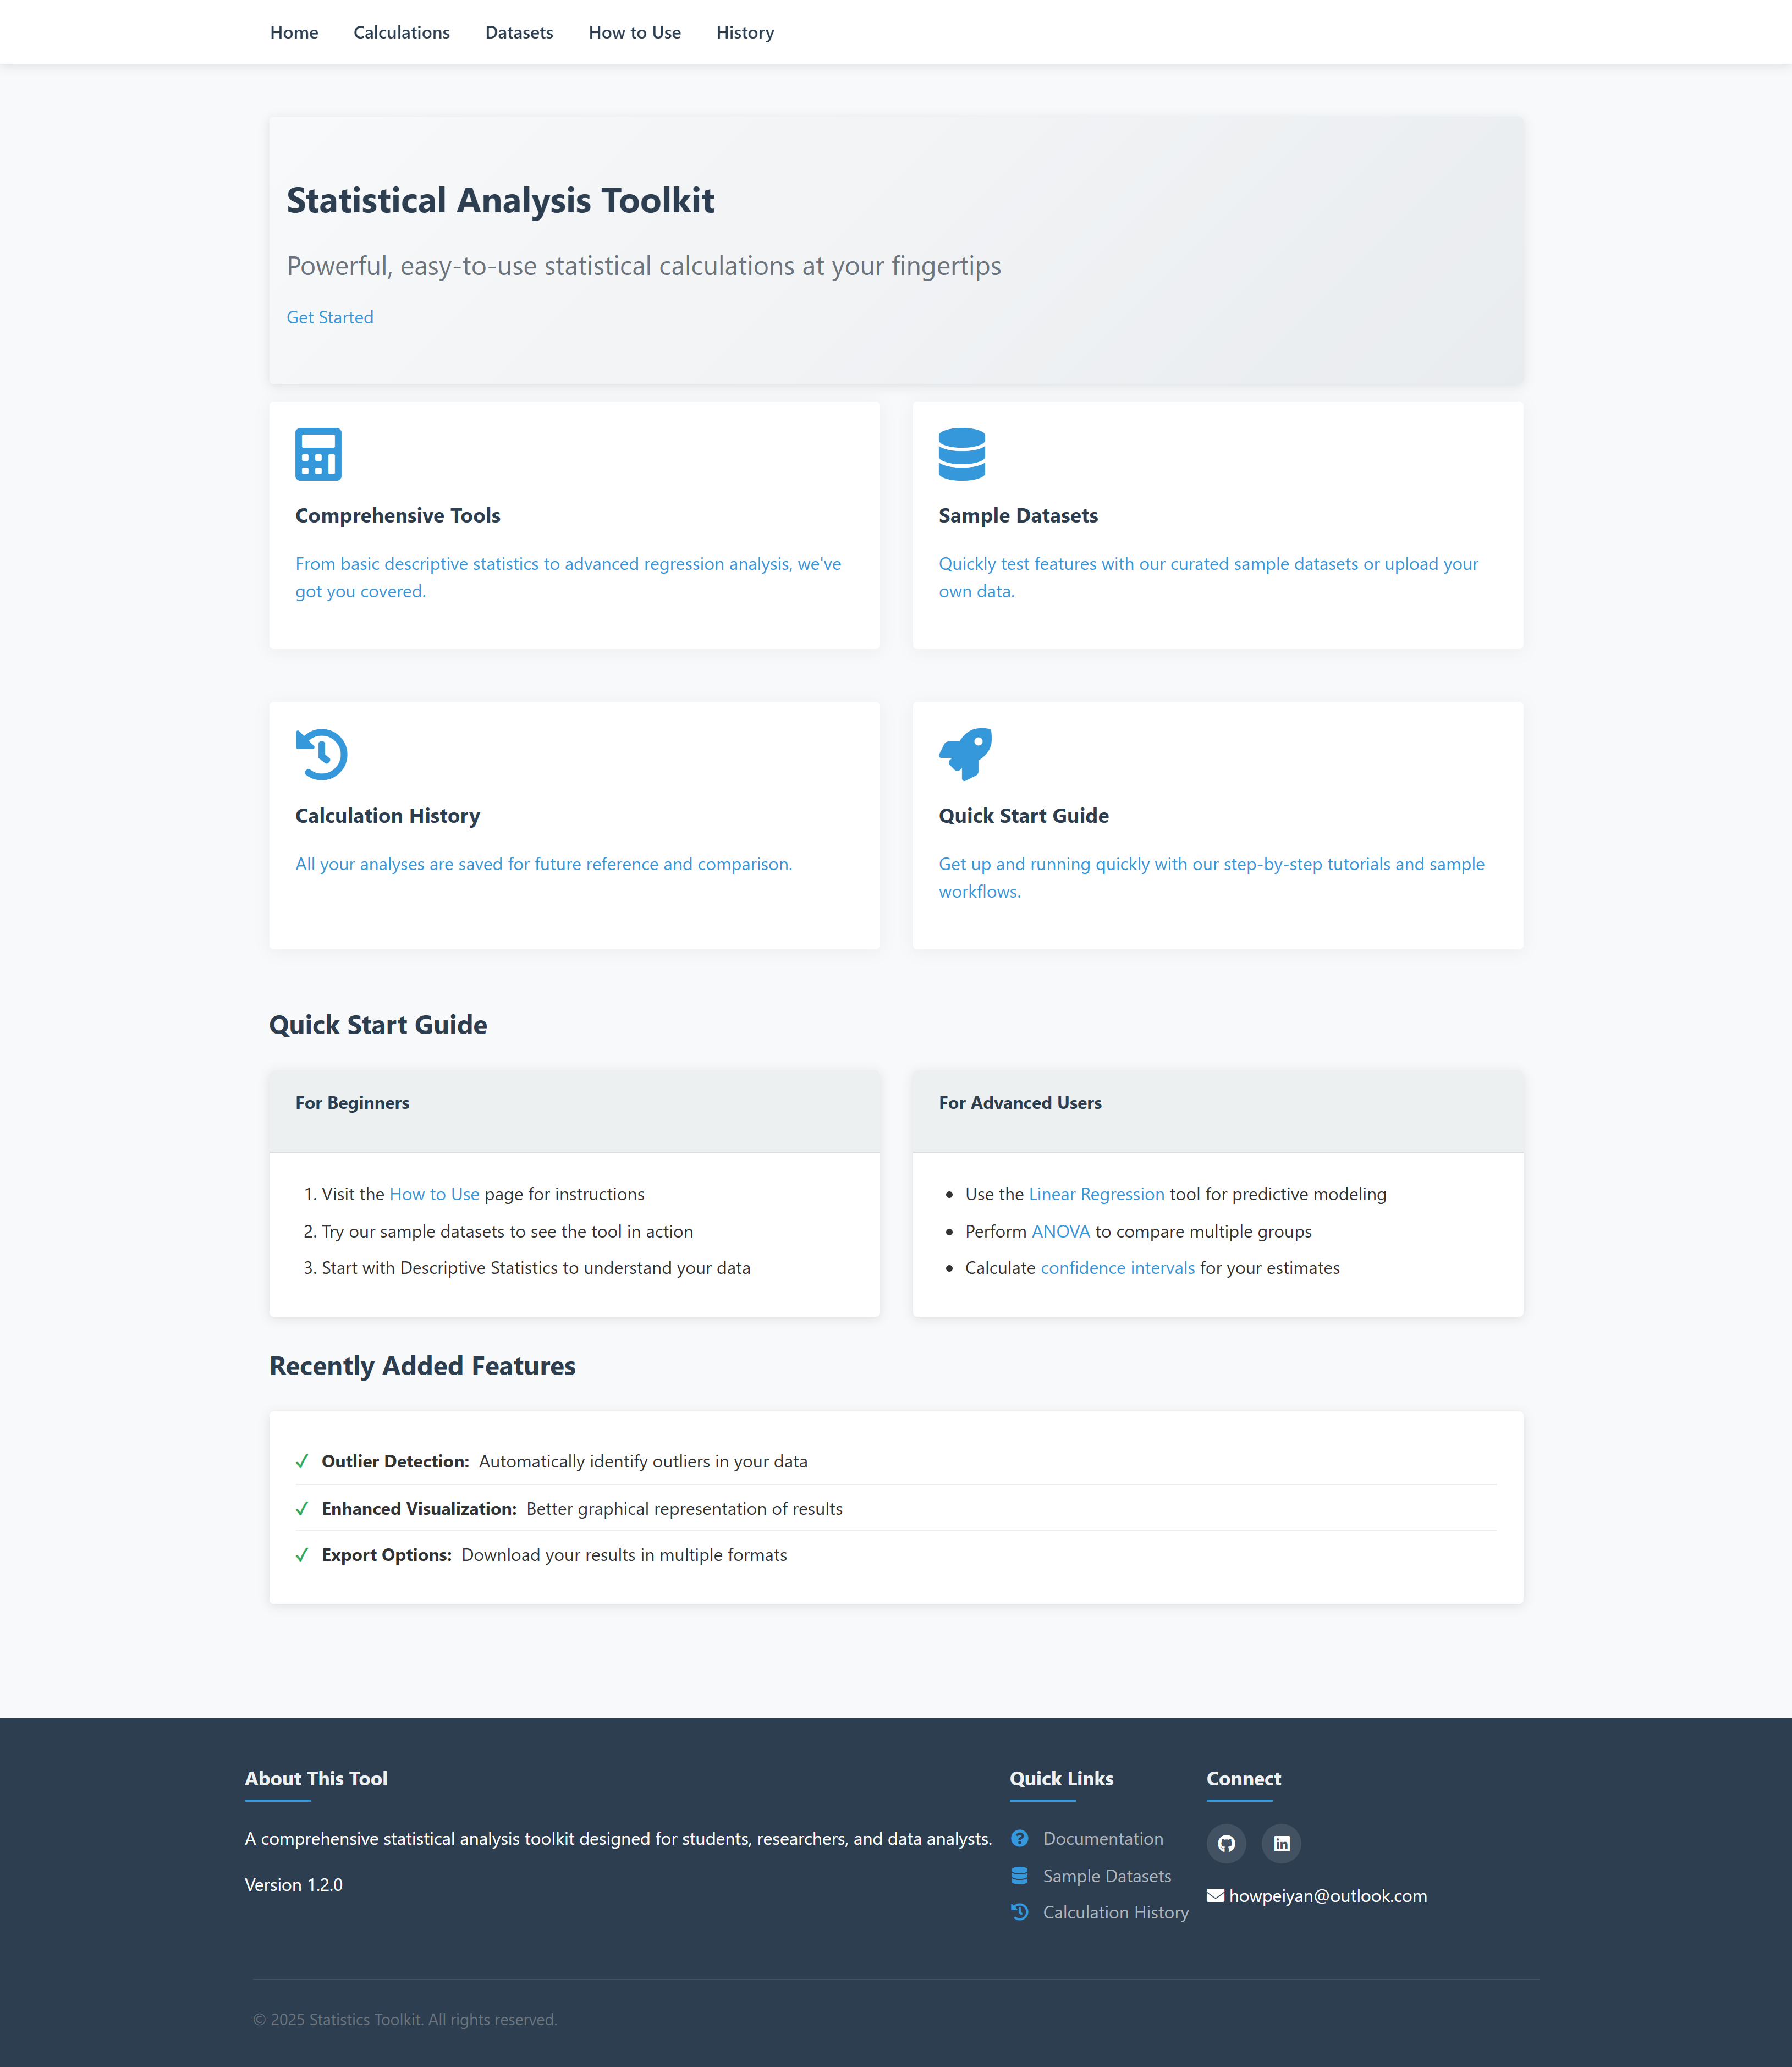 Home Calculations Datasets How to Use History
Statistical Analysis Toolkit
Powerful, easy-to-use statistical calculations at your fingertips
Get Started
Comprehensive Tools
From basic descriptive statistics to advanced regression analysis, we've
got you covered.
Sample Datasets
Quickly test features with our curated sample datasets or upload your
own data.
Calculation History
All your analyses are saved for future reference and comparison.
Quick Start Guide
Get up and running quickly with our step-by-step tutorials and sample
workflows.
Quick Start Guide
For Beginners
1. Visit the How to Use page for instructions
2. Try our sample datasets to see the tool in action
3. Start with Descriptive Statistics to understand your data
For Advanced Users
• Use the Linear Regression tool for predictive modeling
• Perform ANOVA to compare multiple groups
• Calculate confidence intervals for your estimates
Recently Added Features
✓ Outlier Detection: Automatically identify outliers in your data
✓ Enhanced Visualization: Better graphical representation of results
✓ Export Options: Download your results in multiple formats
About This Tool
A comprehensive statistical analysis toolkit designed for students, researchers, and data analysts.
Version 1.2.0
Quick Links
Documentation
Sample Datasets
Calculation History
Connect
in
howpeiyan@outlook.com
© 2025 Statistics Toolkit. All rights reserved.